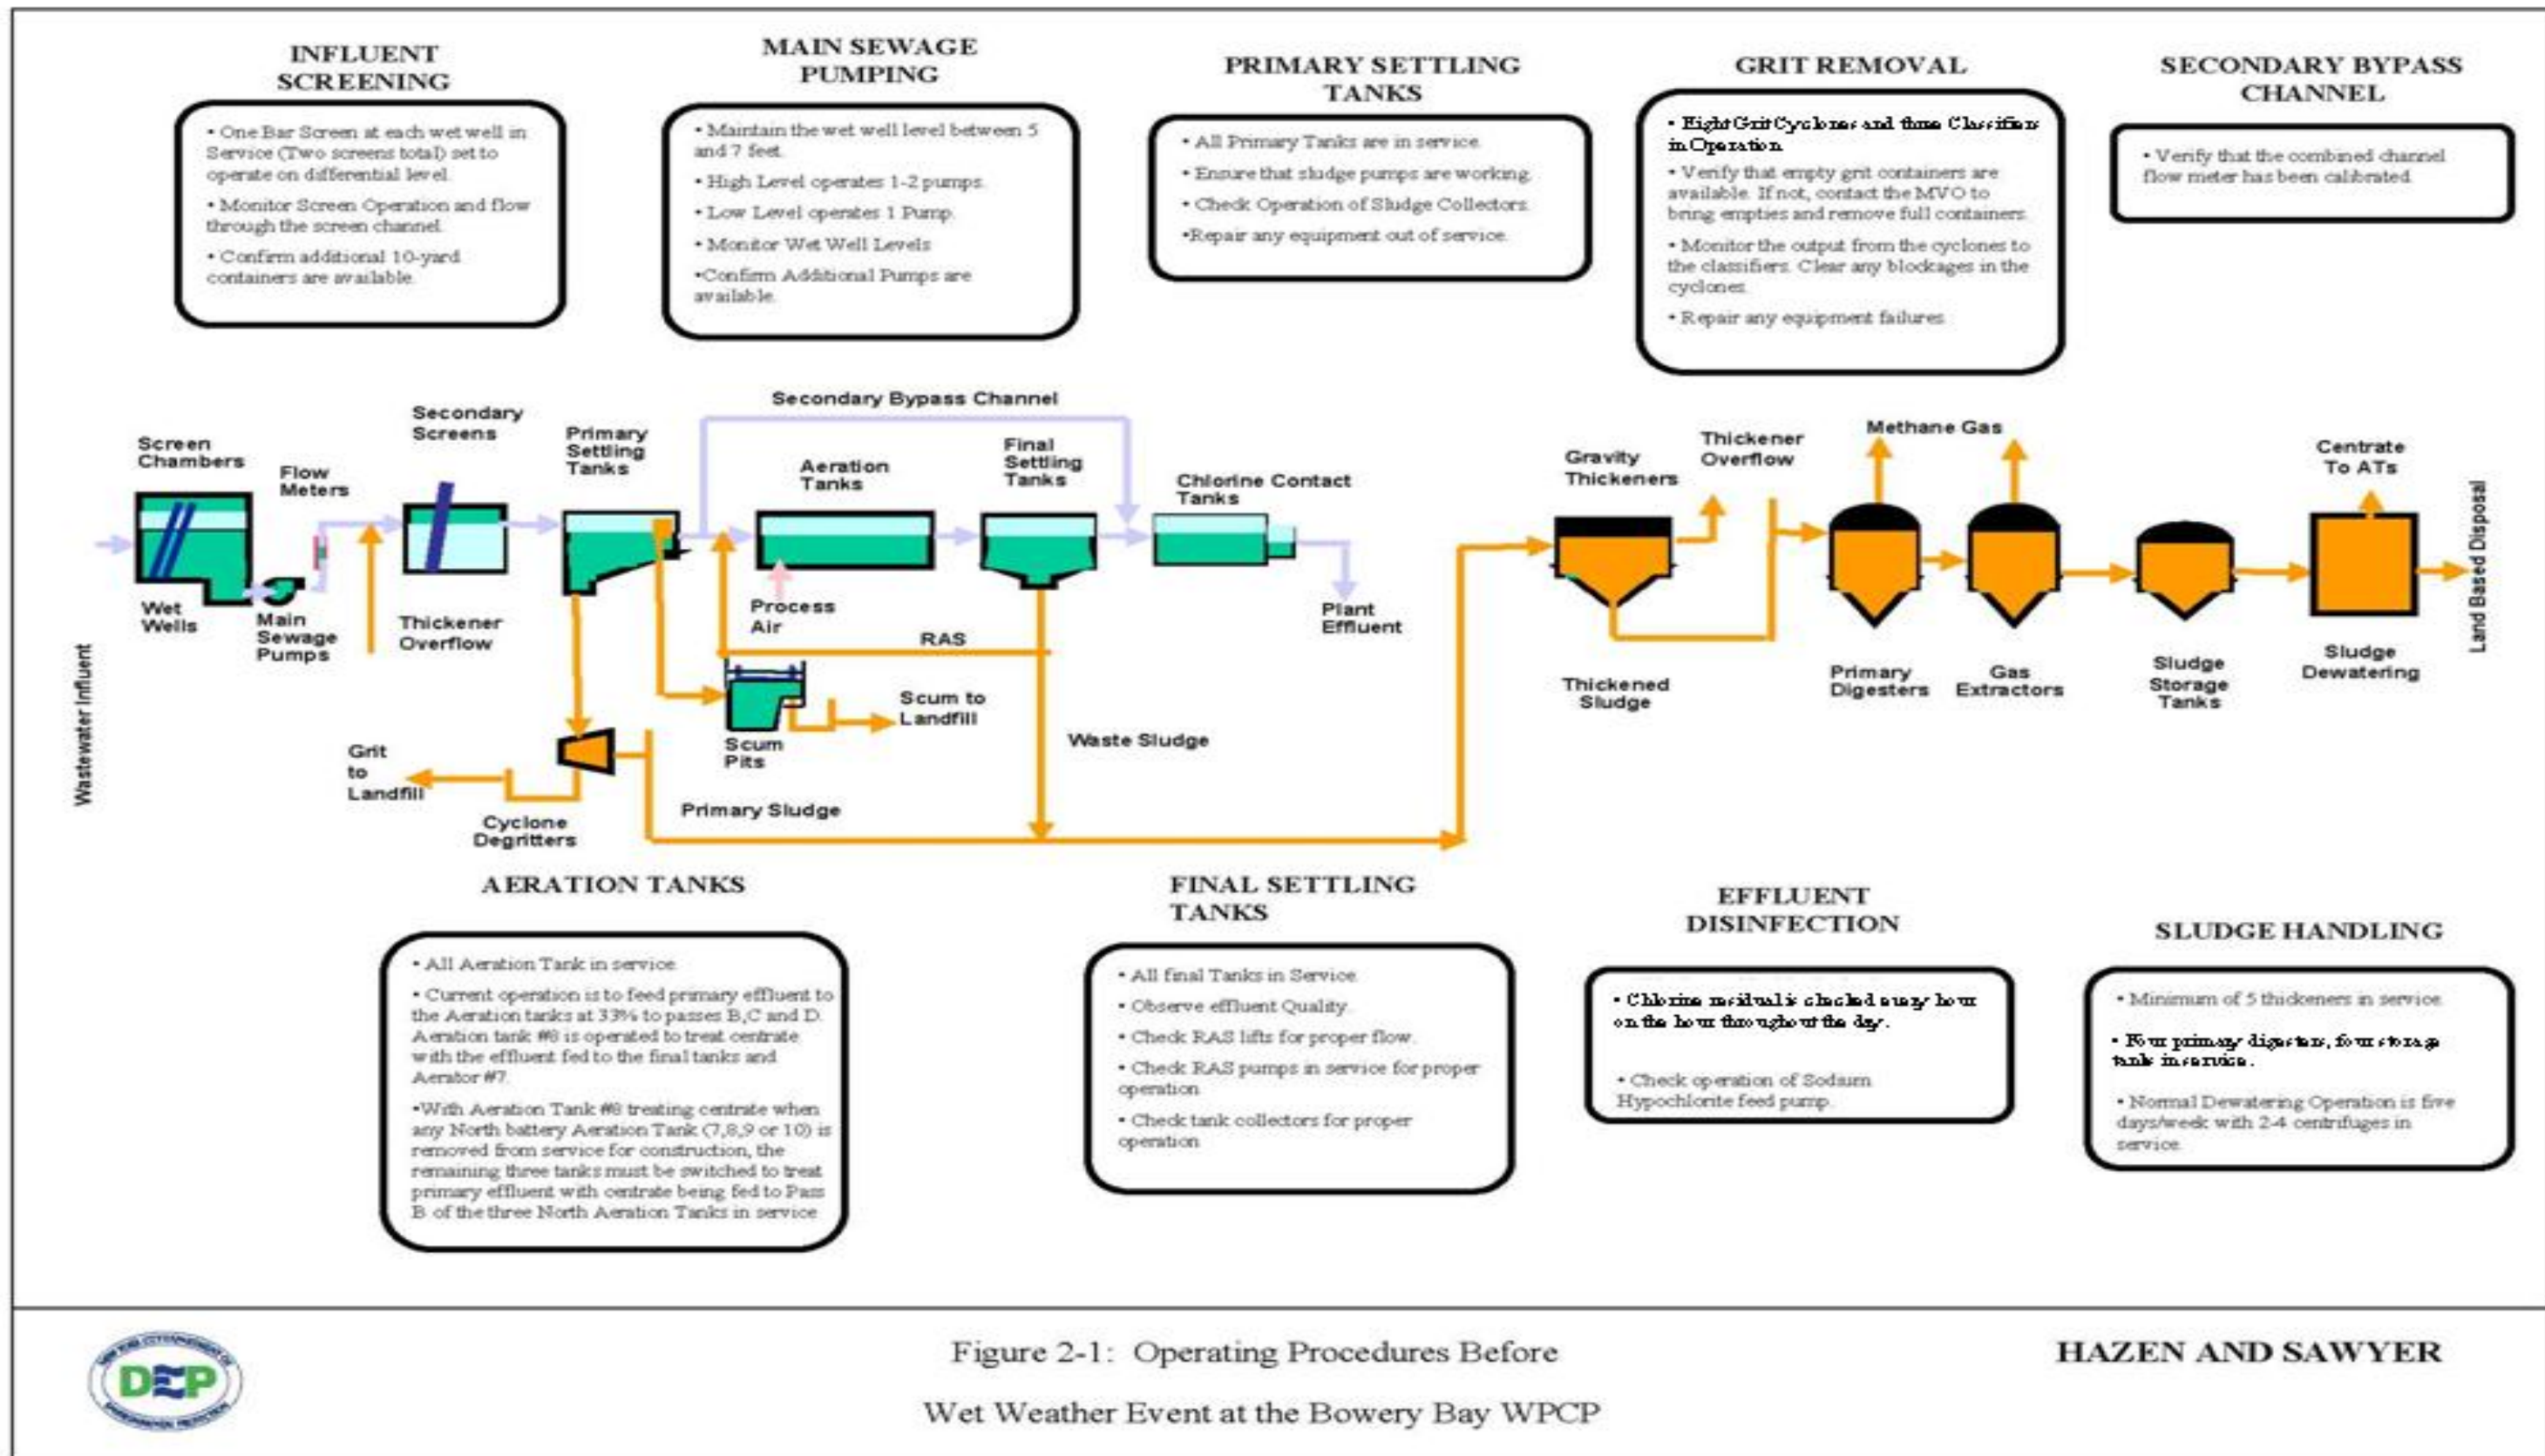 INFLUENT
SCREENING
• One Bar Screen at each wet well in
Service (Two screens total) set to
operate on differential level.
• Monitor Screen Operation and flow
through the screen channel.
• Confirm additional 10-yard
containers are available.
MAIN SEWAGE
PUMPING
• Maintain the wet well level between 5
and 7 feet.
• High Level operates 1-2 pumps.
• Low Level operates 1 Pump.
• Monitor Wet Well Levels
•Confirm Additional Pumps are
available.
PRIMARY SETTLING
TANKS
• All Primary Tanks are in service.
• Ensure that sludge pumps are working.
• Check Operation of Sludge Collectors.
•Repair any equipment out of service.
GRIT REMOVAL
• Eight Grit Cyclones and three Classifiers
in Operation
• Verify that empty grit containers are
available. If not, contact the MVO to
bring empties and remove full containers.
• Monitor the output from the cyclones to
the classifiers. Clear any blockages in the
cyclones.
• Repair any equipment failures
SECONDARY BYPASS
CHANNEL
• Verify that the combined channel
flow meter has been calibrated.
Wastewater Influent
Screen
Chambers
Wet
Wells
Main
Sewage
Pumps
Flow
Meters
Thickener
Overflow
Secondary
Screens
Primary
Settling
Tanks
Secondary Bypass Channel
Aeration
Tanks
Process
Air
RAS
Final
Settling
Tanks
Chlorine Contact
Tanks
Plant
Effluent
Scum
Pits
Scum to
Landfill
Waste Sludge
Grit
to
Landfill
Cyclone
Degritters
Primary Sludge
Gravity
Thickeners
Thickener
Overflow
Thickened
Sludge
Methane Gas
Primary
Digesters
Gas
Extractors
Sludge
Storage
Tanks
Centrate
To ATs
Sludge
Dewatering
Land Based Disposal
AERATION TANKS
• All Aeration Tank in service.
• Current operation is to feed primary effluent to
the Aeration tanks at 33% to passes B,C and D.
Aeration tank #8 is operated to treat centrate
with the effluent fed to the final tanks and
Aerator #7.
•With Aeration Tank #8 treating centrate when
any North battery Aeration Tank (7,8,9 or 10) is
removed from service for construction, the
remaining three tanks must be switched to treat
primary effluent with centrate being fed to Pass
B of the three North Aeration Tanks in service
FINAL SETTLING
TANKS
• All final Tanks in Service.
• Observe effluent Quality.
• Check RAS lifts for proper flow.
• Check RAS pumps in service for proper
operation
• Check tank collectors for proper
operation
EFFLUENT
DISINFECTION
• Chlorine residual is checked every hour
on the hour throughout the day.
• Check operation of Sodium
Hypochlorite feed pump.
SLUDGE HANDLING
• Minimum of 5 thickeners in service.
• Four primary digesters, four storage
tanks in service.
• Normal Dewatering Operation is five
days/week with 2-4 centrifuges in
service.
NEW YORK CITY DEPARTMENT OF
DEP
ENVIRONMENTAL PROTECTION
Figure 2-1: Operating Procedures Before
Wet Weather Event at the Bowery Bay WPCP
HAZEN AND SAWYER